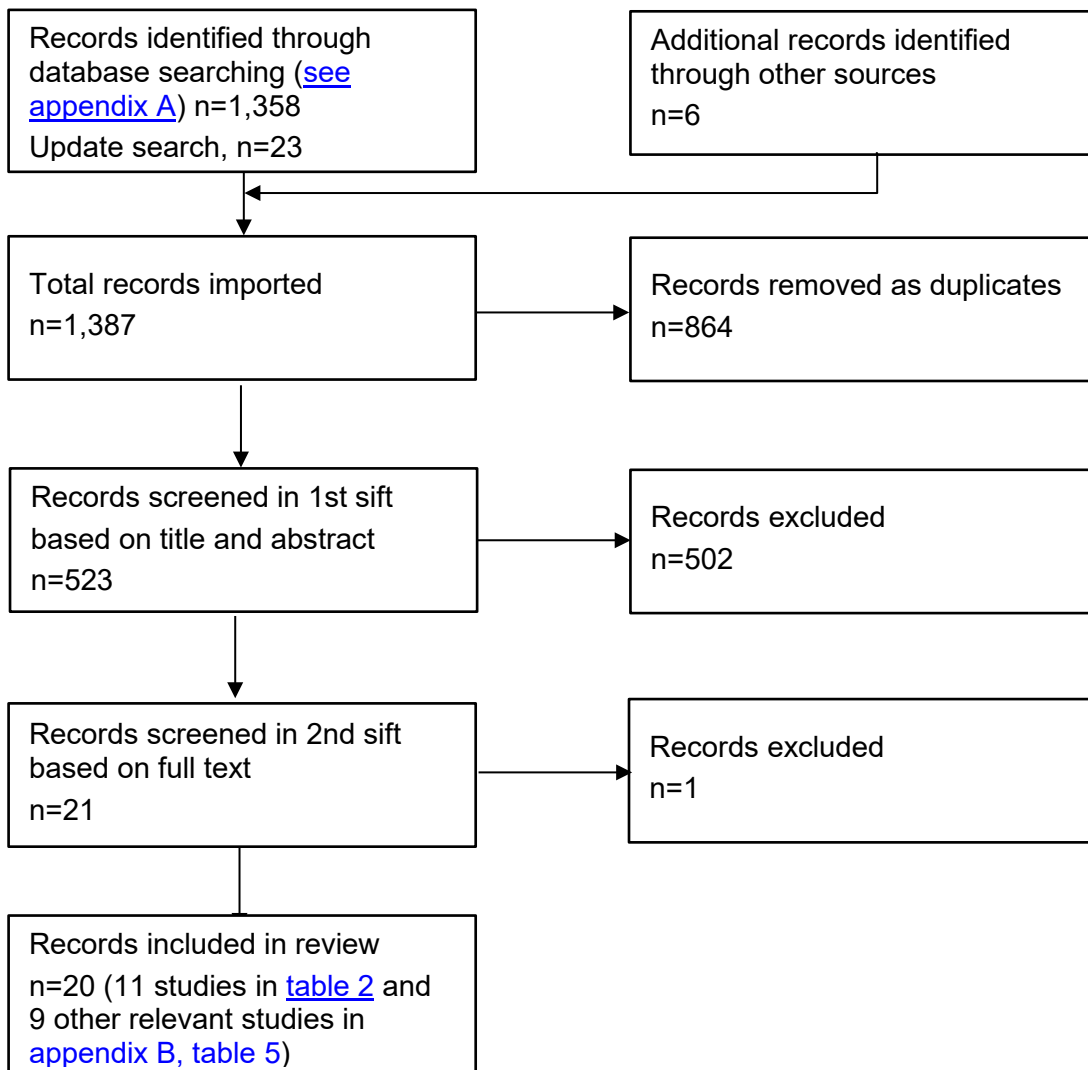 Records identified through
database searching (see
appendix A) n=1,358
Update search, n=23
Additional records identified
through other sources
n=6
Total records imported
n=1,387
Records removed as duplicates
n=864
Records screened in 1st sift
based on title and abstract
n=523
Records excluded
n=502
Records screened in 2nd sift
based on full text
n=21
Records excluded
n=1
Records included in review
n=20 (11 studies in table 2 and
9 other relevant studies in
appendix B, table 5)